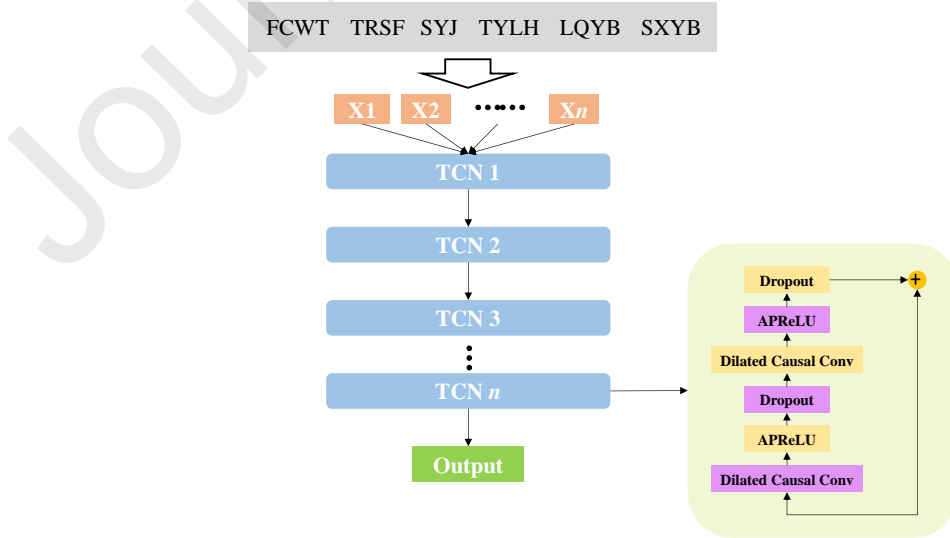 FCWT TRSF SYJ TYLH LQYB SXYB
X1 X2 ...... Xn
TCN 1
TCN 2
TCN 3
TCN n
Output
Dropout
+
APReLU
Dilated Causal Conv
Dropout
APReLU
Dilated Causal Conv
Jour